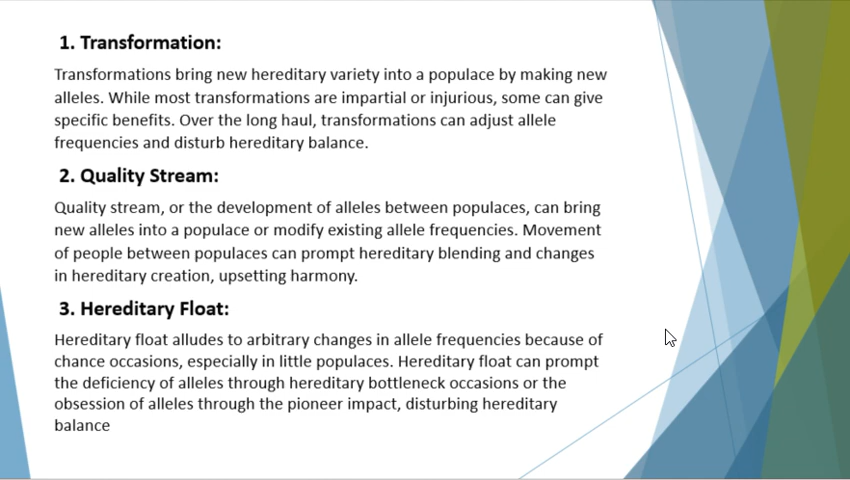 1. Transformation:
Transformations bring new hereditary variety into a populace by making new
alleles. While most transformations are impartial or injurious, some can give
specific benefits. Over the long haul, transformations can adjust allele
frequencies and disturb hereditary balance.
2. Quality Stream:
Quality stream, or the development of alleles between populaces, can bring
new alleles into a populace or modify existing allele frequencies. Movement
of people between populaces can prompt hereditary blending and changes
in hereditary creation, upsetting harmony.
3. Hereditary Float:
Hereditary float alludes to arbitrary changes in allele frequencies because of
chance occasions, especially in little populaces. Hereditary float can prompt
the deficiency of alleles through hereditary bottleneck occasions or the
obsession of alleles through the pioneer impact, disturbing hereditary
balance